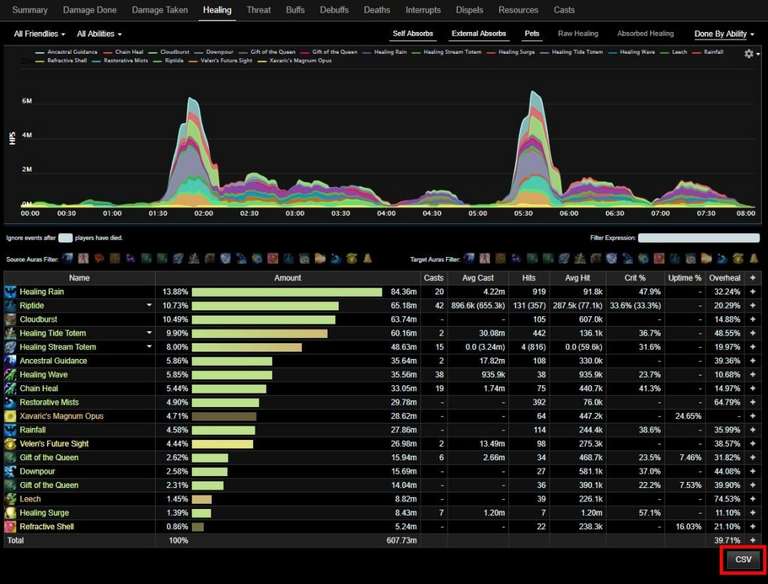 Summary Damage Done Damage Taken Healing Threat Buffs Debuffs Deaths Interrupts Dispels Resources Casts
All Friendlies All Abilities Self Absorbs External Absorbs Pets Raw Healing Absorbed Healing Done By Ability
Ancestral Guidance Chain Heal Cloudburst Downpour Gift of the Queen Gift of the Queen Healing Rain Healing Stream Totem Healing Surge Healing Tide Totem Healing Wave Leech Rainfall
Refractive Shell Restorative Mists Riptide Velen's Future Sight Xavaric's Magnum Opus
6M
4M
HPS
2M
0M
00:00 00:30 01:00 01:30 02:00 02:30 03:00 03:30 04:00 04:30 05:00 05:30 06:00 06:30 07:00 07:30 08:00
Ignore events after players have died. Filter Expression:
Source Auras Filter: Target Auras Filter:
Name Amount Casts Avg Cast Hits Avg Hit Crit % Uptime % Overheal +
Healing Rain 13.88% 84.36m 20 4.22m 919 91.8k 47.9% - 32.24% +
Riptide 10.73% 65.18m 42 896.6k (655.3k) 131 (357) 287.5k (77.1k) 33.6% (33.3%) - 20.29% +
Cloudburst 10.49% 63.74m - - 105 607.0k - - 14.88% +
Healing Tide Totem 9.90% 60.16m 2 30.08m 442 136.1k 36.7% - 48.55% +
Healing Stream Totem 8.00% 48.63m 15 0.0 (3.24m) 4 (816) 0.0 (59.6k) 31.6% - 19.97% +
Ancestral Guidance 5.86% 35.64m 2 17.82m 108 330.0k - - 39.36% +
Healing Wave 5.85% 35.56m 38 935.9k 38 935.9k 23.7% - 10.68% +
Chain Heal 5.44% 33.05m 19 1.74m 75 440.7k 41.3% - 14.97% +
Restorative Mists 4.90% 29.78m - - 392 76.0k - - 64.79% +
Xavaric's Magnum Opus 4.71% 28.62m - - 64 447.2k - 24.65% - +
Rainfall 4.58% 27.86m - - 114 244.4k 38.6% - 35.99% +
Velen's Future Sight 4.44% 26.98m 2 13.49m 98 275.3k - - 38.57% +
Gift of the Queen 2.62% 15.94m 6 2.66m 34 468.7k 23.5% 7.46% 31.82% +
Downpour 2.58% 15.69m - - 27 581.1k 37.0% - 44.08% +
Gift of the Queen 2.31% 14.04m - - 36 390.1k 22.2% 7.53% 39.90% +
Leech 1.45% 8.82m - - 39 226.1k - - 74.53% +
Healing Surge 1.39% 8.43m 7 1.20m 7 1.20m 57.1% - 11.10% +
Refractive Shell 0.86% 5.24m - - 22 238.3k - 16.03% 21.10% +
Total 100% 607.73m 39.71% +
CSV